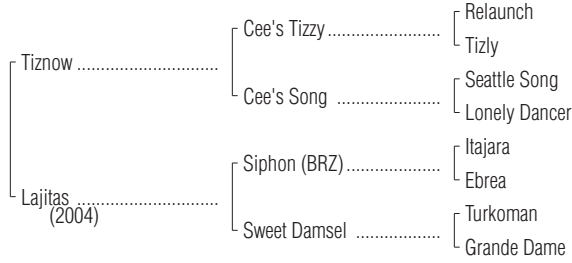 Relaunch
Cee's Tizzy ......................
Tizly
Tiznow ............................
Seattle Song
Cee's Song ....................
Lonely Dancer
Itajara
Siphon (BRZ)..................
Ebrea
Lajitas ............................
(2004)
Turkoman
Sweet Damsel ................
Grande Dame